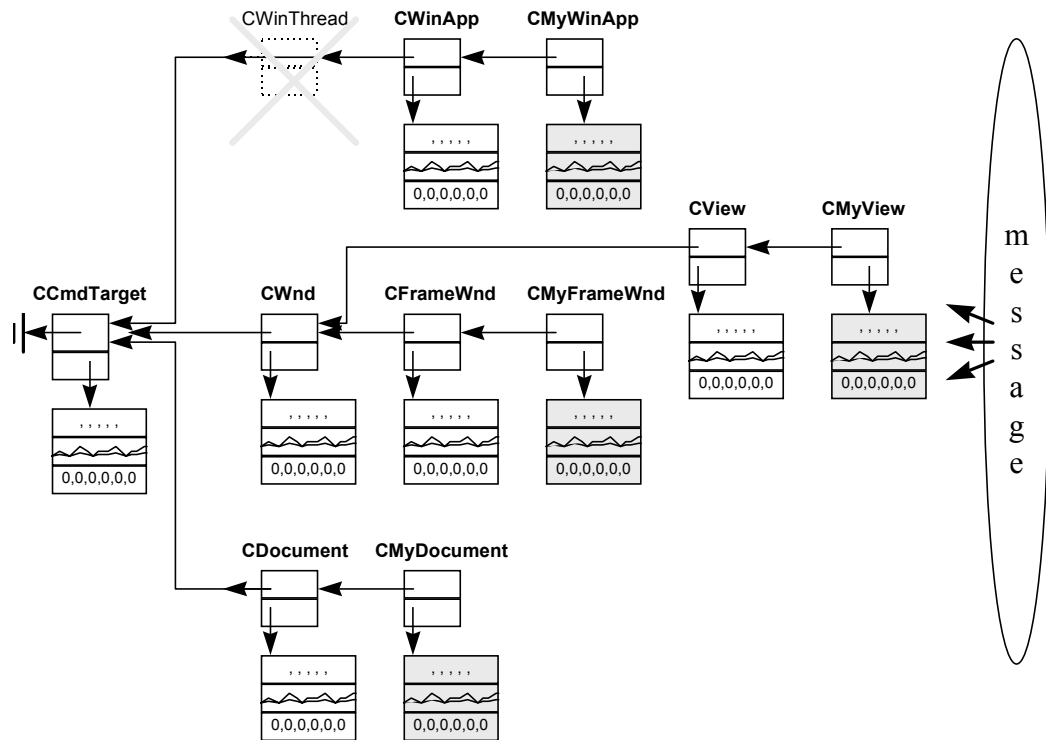 CWinThread CWinApp CMyWinApp
, , , , , , , , , ,
0,0,0,0,0,0 0,0,0,0,0,0
CView CMyView
CCmdTarget CWnd CFrameWnd CMyFrameWnd
, , , , , , , , , ,
0,0,0,0,0,0 0,0,0,0,0,0
, , , , , , , , , , , , , , , , , , , ,
0,0,0,0,0,0 0,0,0,0,0,0 0,0,0,0,0,0 0,0,0,0,0,0
message
CDocument CMyDocument
, , , , , , , , , ,
0,0,0,0,0,0 0,0,0,0,0,0